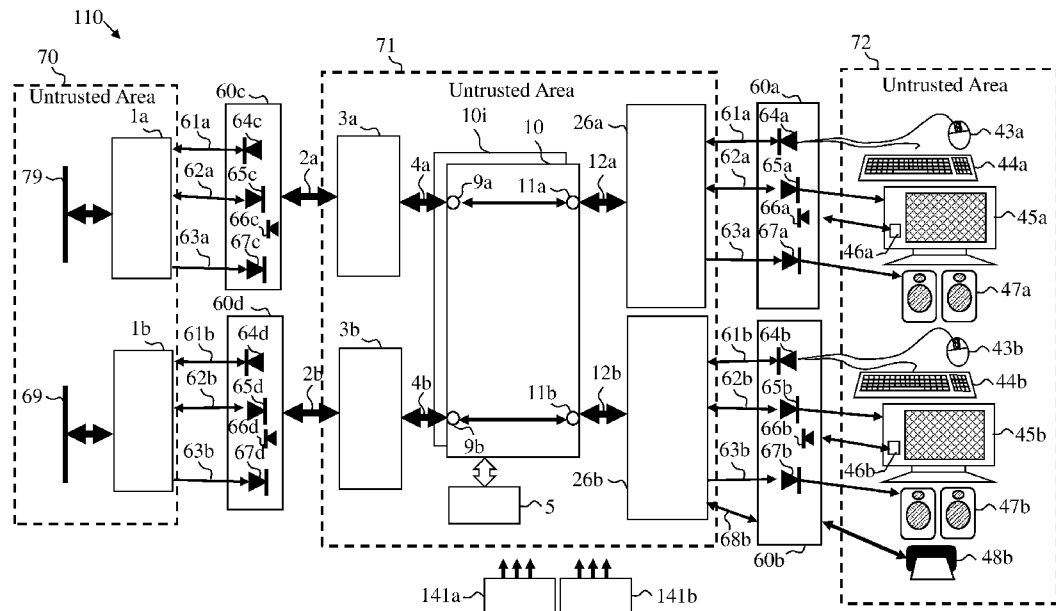 110
70
71
72
Untrusted Area
Untrusted Area
Untrusted Area
1a
61a
60c
64c
3a
10i
10
26a
61a
60a
64a
43a
79
62a
65c
2a
4a
9a
11a
12a
62a
65a
44a
66c
66a
45a
63a
67c
63a
67a
46a
60d
47a
1b
61b
64d
3b
61b
64b
43b
69
62b
65d
2b
4b
11b
12b
62b
65b
44b
66d
9b
66b
45b
63b
67d
26b
63b
67b
46b
5
47b
68b
60b
48b
141a
141b